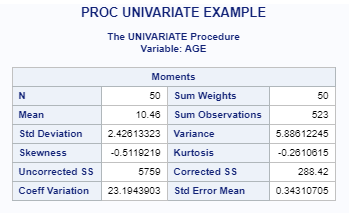 PROC UNIVARIATE EXAMPLE
The UNIVARIATE Procedure
Variable: AGE
Moments
N 50 Sum Weights 50
Mean 10.46 Sum Observations 523
Std Deviation 2.42613323 Variance 5.88612245
Skewness -0.5119219 Kurtosis -0.2610615
Uncorrected SS 5759 Corrected SS 288.42
Coeff Variation 23.1943903 Std Error Mean 0.34310705